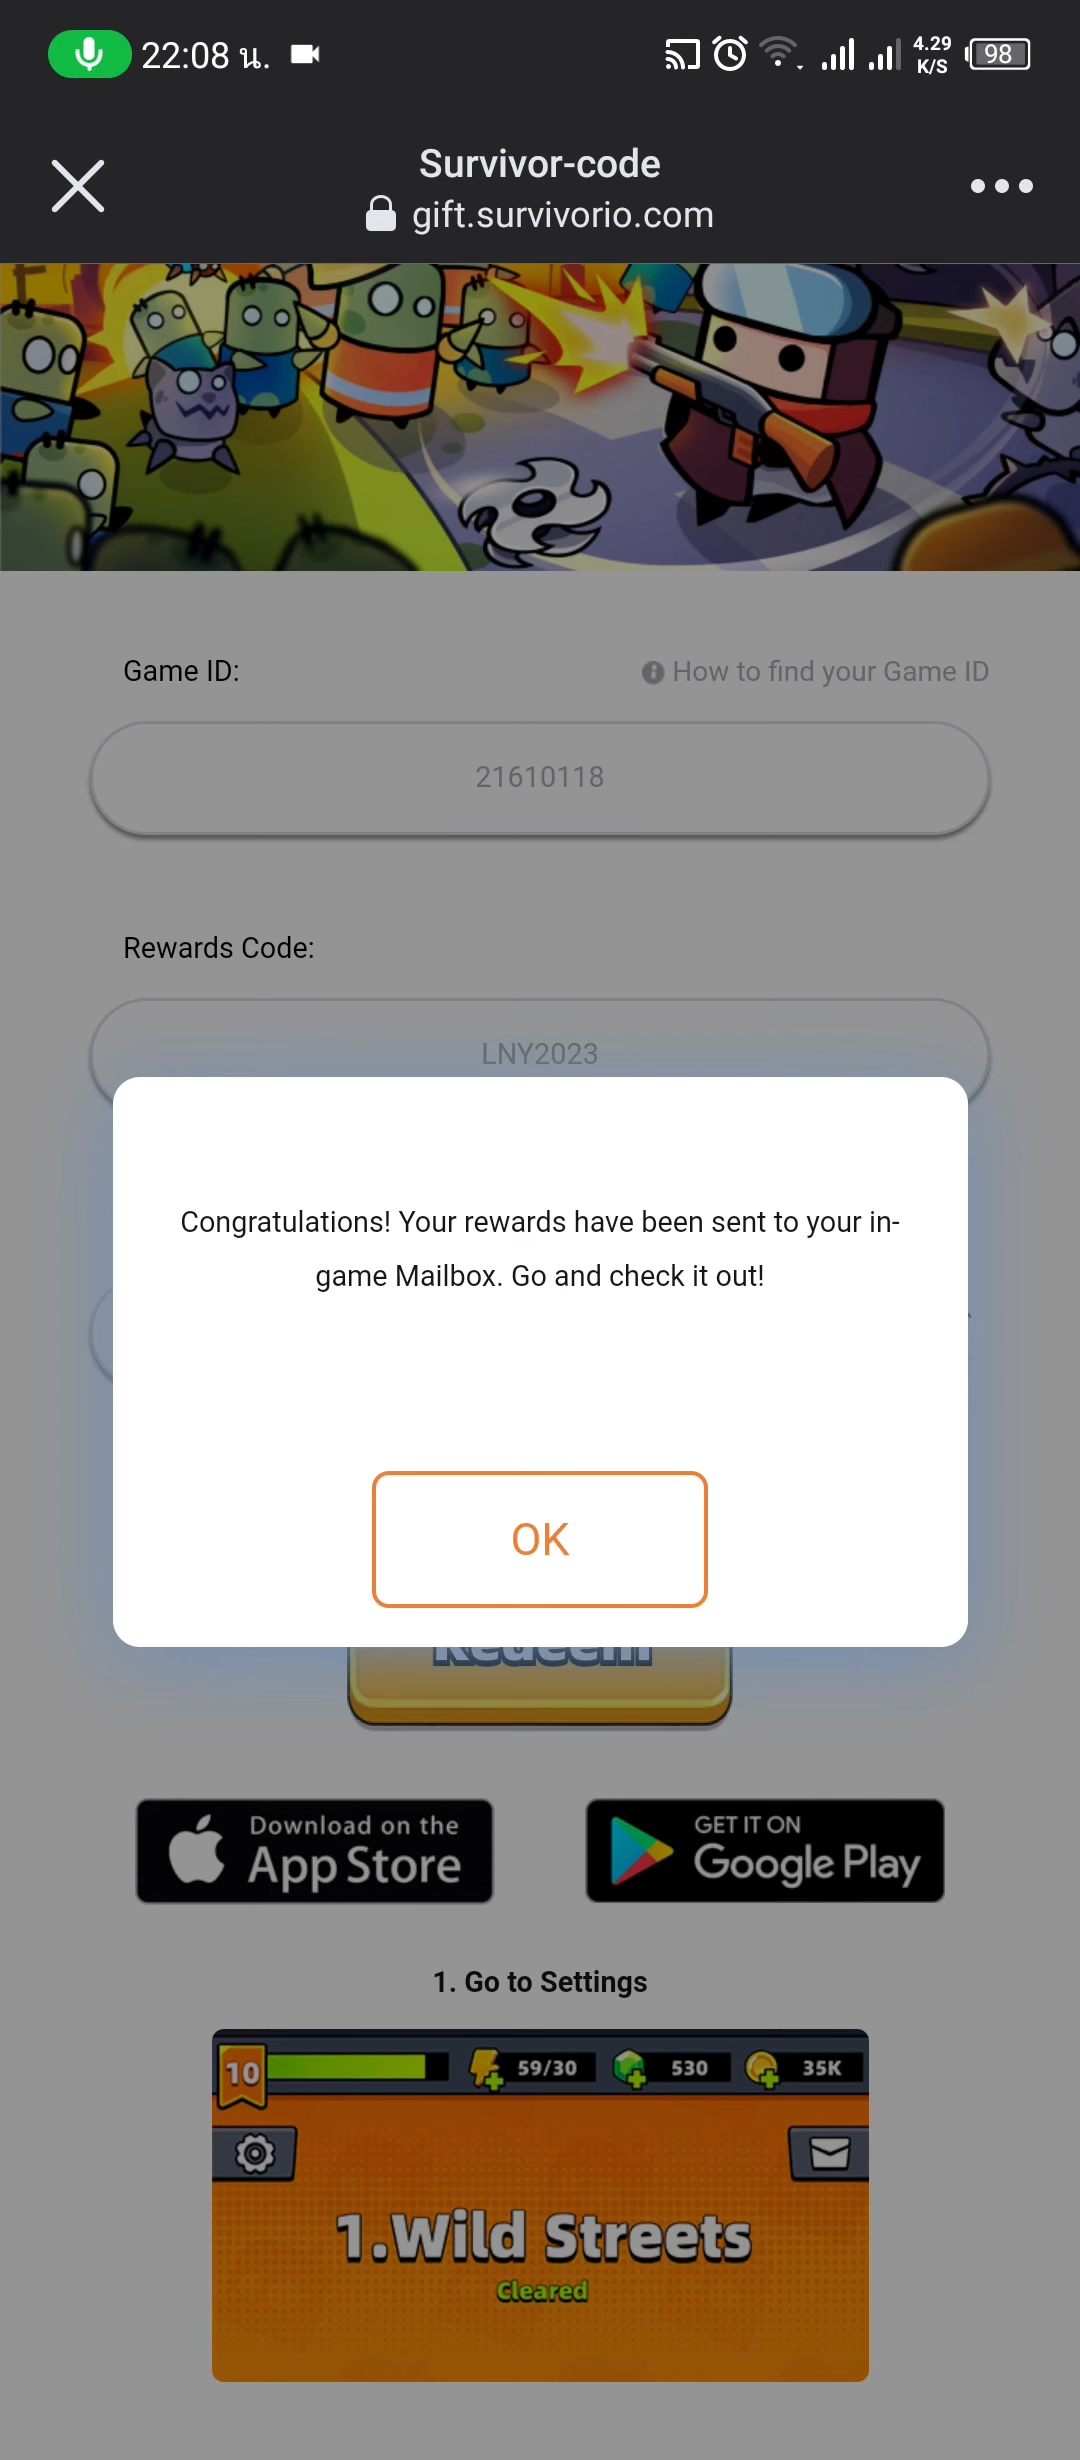 22:08 น.
4.29
K/S
98
Survivor-code
gift.survivorio.com
Game ID:
How to find your Game ID
21610118
Rewards Code:
LNY2023
Congratulations! Your rewards have been sent to your in-
game Mailbox. Go and check it out!
OK
Redeem
Download on the
App Store
GET IT ON
Google Play
1. Go to Settings
10
59/30
530
35K
1.Wild Streets
Cleared